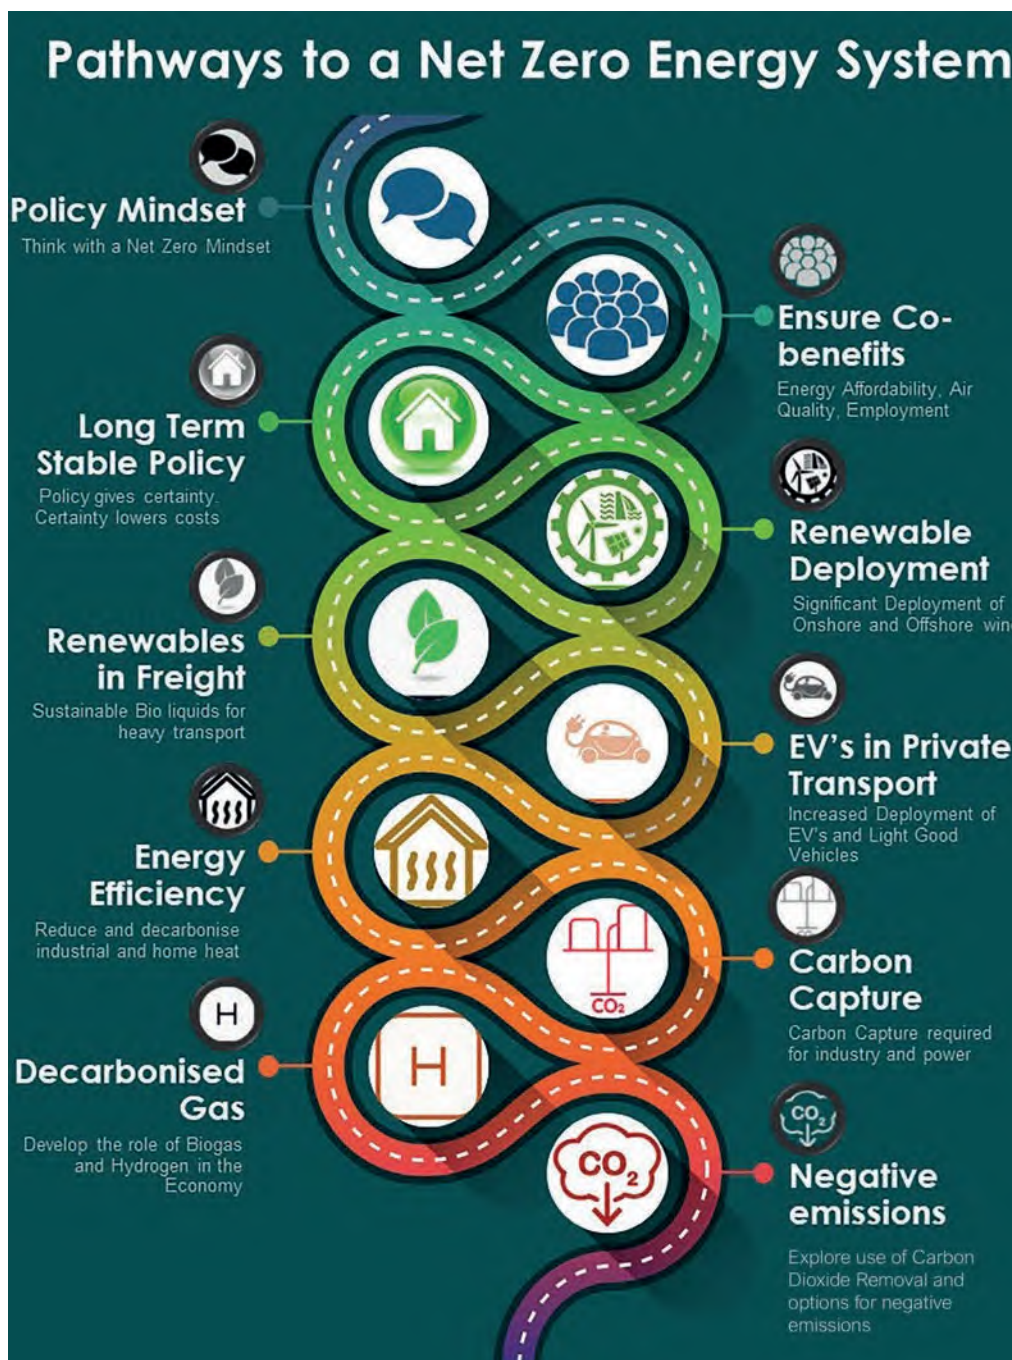 Pathways to a Net Zero Energy System
Policy Mindset
Think with a Net Zero Mindset
Ensure Co-
benefits
Energy Affordability, Air
Quality, Employment
Long Term
Stable Policy
Policy gives certainty.
Certainty lowers costs
Renewable
Deployment
Significant Deployment of
Onshore and Offshore win
Renewables
in Freight
Sustainable Bio liquids for
heavy transport
EV's in Private
Transport
Increased Deployment of
EV's and Light Good
Vehicles
Energy
Efficiency
Reduce and decarbonise
industrial and home heat
CO₂
Carbon
Capture
Carbon Capture required
for industry and power
H
H
Decarbonised
Gas
Develop the role of Biogas
and Hydrogen in the
Economy
CO₂
CO₂
Negative
emissions
Explore use of Carbon
Dioxide Removal and
options for negative
emissions